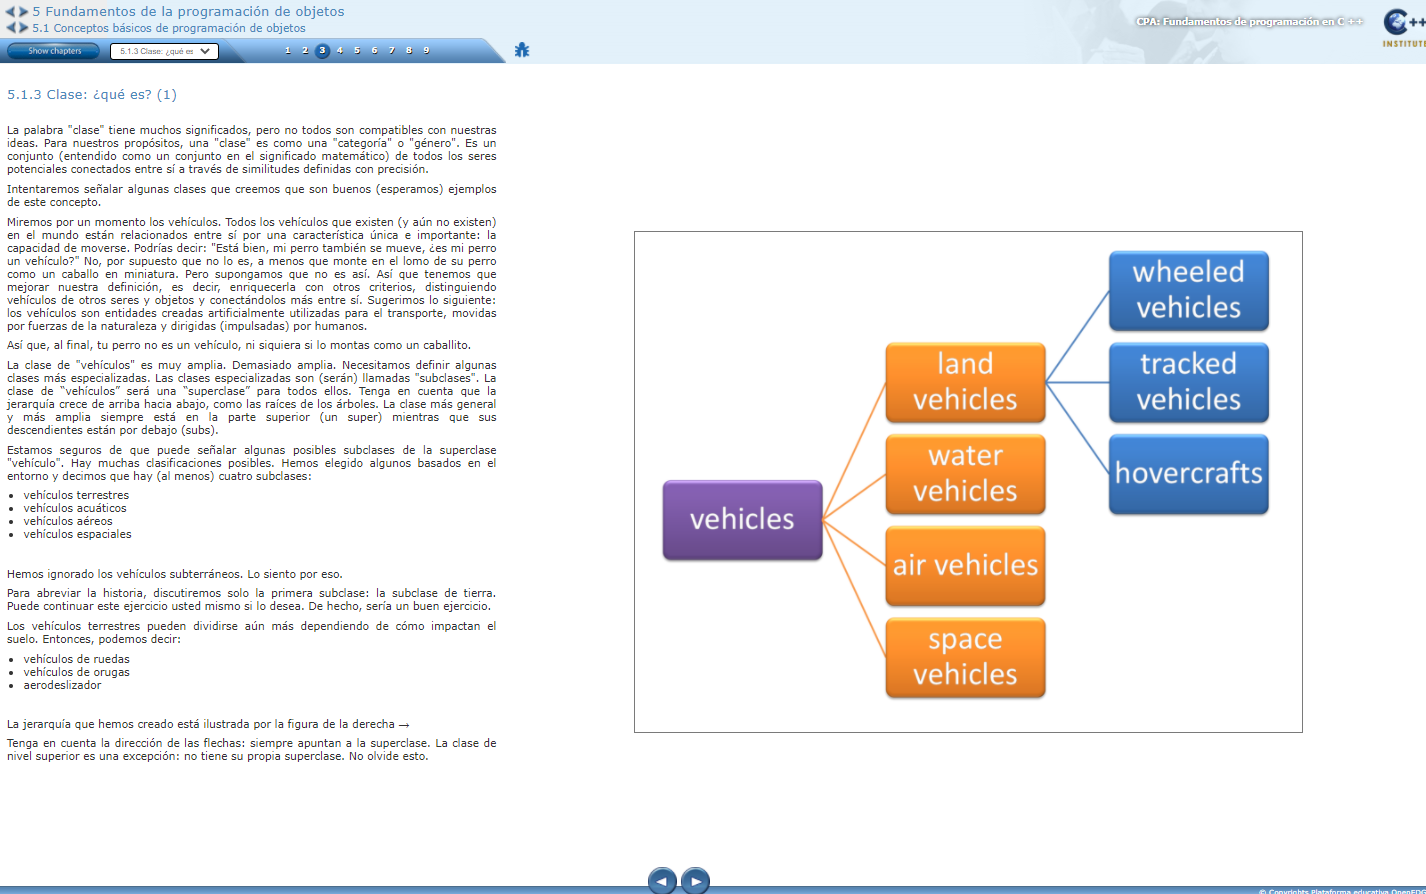 5 Fundamentos de la programación de objetos
5.1 Conceptos básicos de programación de objetos
CPA: Fundamentos de programación en C ++
C++
INSTITUTE
Show chapters
5.1.3 Clase: ¿qué es
1 2 3 4 5 6 7 8 9
5.1.3 Clase: ¿qué es? (1)
La palabra "clase" tiene muchos significados, pero no todos son compatibles con nuestras
ideas. Para nuestros propósitos, una "clase" es como una "categoría" o "género". Es un
conjunto (entendido como un conjunto en el significado matemático) de todos los seres
potenciales conectados entre sí a través de similitudes definidas con precisión.
Intentaremos señalar algunas clases que creemos que son buenos (esperamos) ejemplos
de este concepto.
Miremos por un momento los vehículos. Todos los vehículos que existen (y aún no existen)
en el mundo están relacionados entre sí por una característica única e importante: la
capacidad de moverse. Podrías decir: "Está bien, mi perro también se mueve, ¿es mi perro
un vehículo?" No, por supuesto que no lo es, a menos que monte en el lomo de su perro
como un caballo en miniatura. Pero supongamos que no es así. Así que tenemos que
mejorar nuestra definición, es decir, enriquecerla con otros criterios, distinguiendo
vehículos de otros seres y objetos y conectándolos más entre sí. Sugerimos lo siguiente:
los vehículos son entidades creadas artificialmente utilizadas para el transporte, movidas
por fuerzas de la naturaleza y dirigidas (impulsadas) por humanos.
Así que, al final, tu perro no es un vehículo, ni siquiera si lo montas como un caballito.
La clase de "vehículos" es muy amplia. Demasiado amplia. Necesitamos definir algunas
clases más especializadas. Las clases especializadas son (serán) llamadas "subclases". La
clase de “vehículos” será una “superclase” para todos ellos. Tenga en cuenta que la
jerarquía crece de arriba hacia abajo, como las raíces de los árboles. La clase más general
y más amplia siempre está en la parte superior (un super) mientras que sus
descendientes están por debajo (subs).
Estamos seguros de que puede señalar algunas posibles subclases de la superclase
"vehículo". Hay muchas clasificaciones posibles. Hemos elegido algunos basados en el
entorno y decimos que hay (al menos) cuatro subclases:
• vehículos terrestres
• vehículos acuáticos
• vehículos aéreos
• vehículos espaciales
Hemos ignorado los vehículos subterráneos. Lo siento por eso.
Para abreviar la historia, discutiremos solo la primera subclase: la subclase de tierra.
Puede continuar este ejercicio usted mismo si lo desea. De hecho, sería un buen ejercicio.
Los vehículos terrestres pueden dividirse aún más dependiendo de cómo impactan el
suelo. Entonces, podemos decir:
• vehículos de ruedas
• vehículos de orugas
• aerodeslizador
La jerarquía que hemos creado está ilustrada por la figura de la derecha →
Tenga en cuenta la dirección de las flechas: siempre apuntan a la superclase. La clase de
nivel superior es una excepción: no tiene su propia superclase. No olvide esto.
vehicles
land
vehicles
water
vehicles
air vehicles
space
vehicles
wheeled
vehicles
tracked
vehicles
hovercrafts
© Copyrights Plataforma educativa OpenEDG